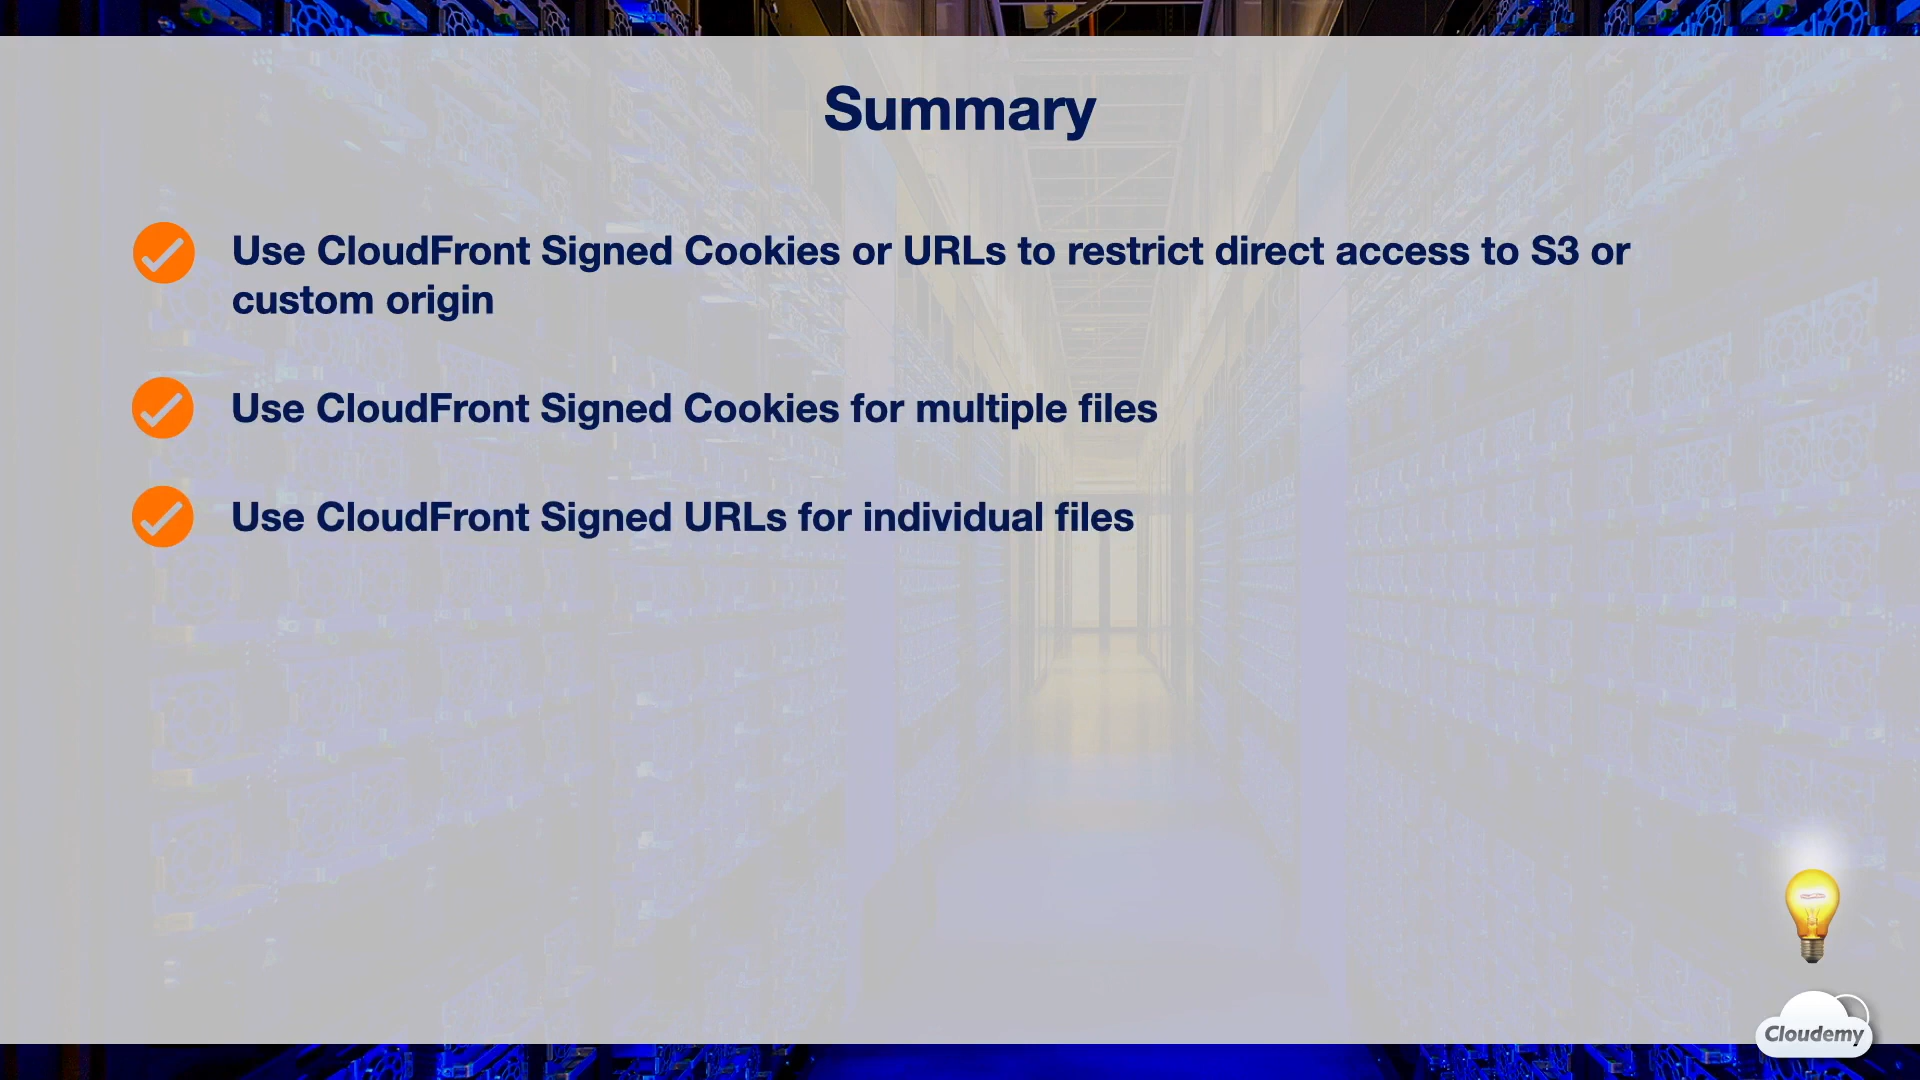 Summary
Use CloudFront Signed Cookies or URLs to restrict direct access to S3 or
custom origin
Use CloudFront Signed Cookies for multiple files
Use CloudFront Signed URLs for individual files
Cloudemy